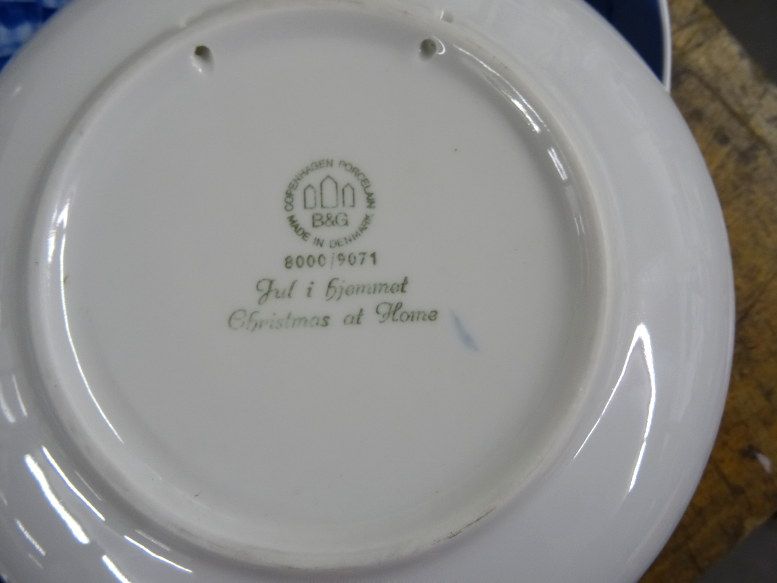 COPENHAGEN PORCELAIN
B&G
MADE IN DENMARK
8000/9071
Jul i hjemmet
Christmas at Home